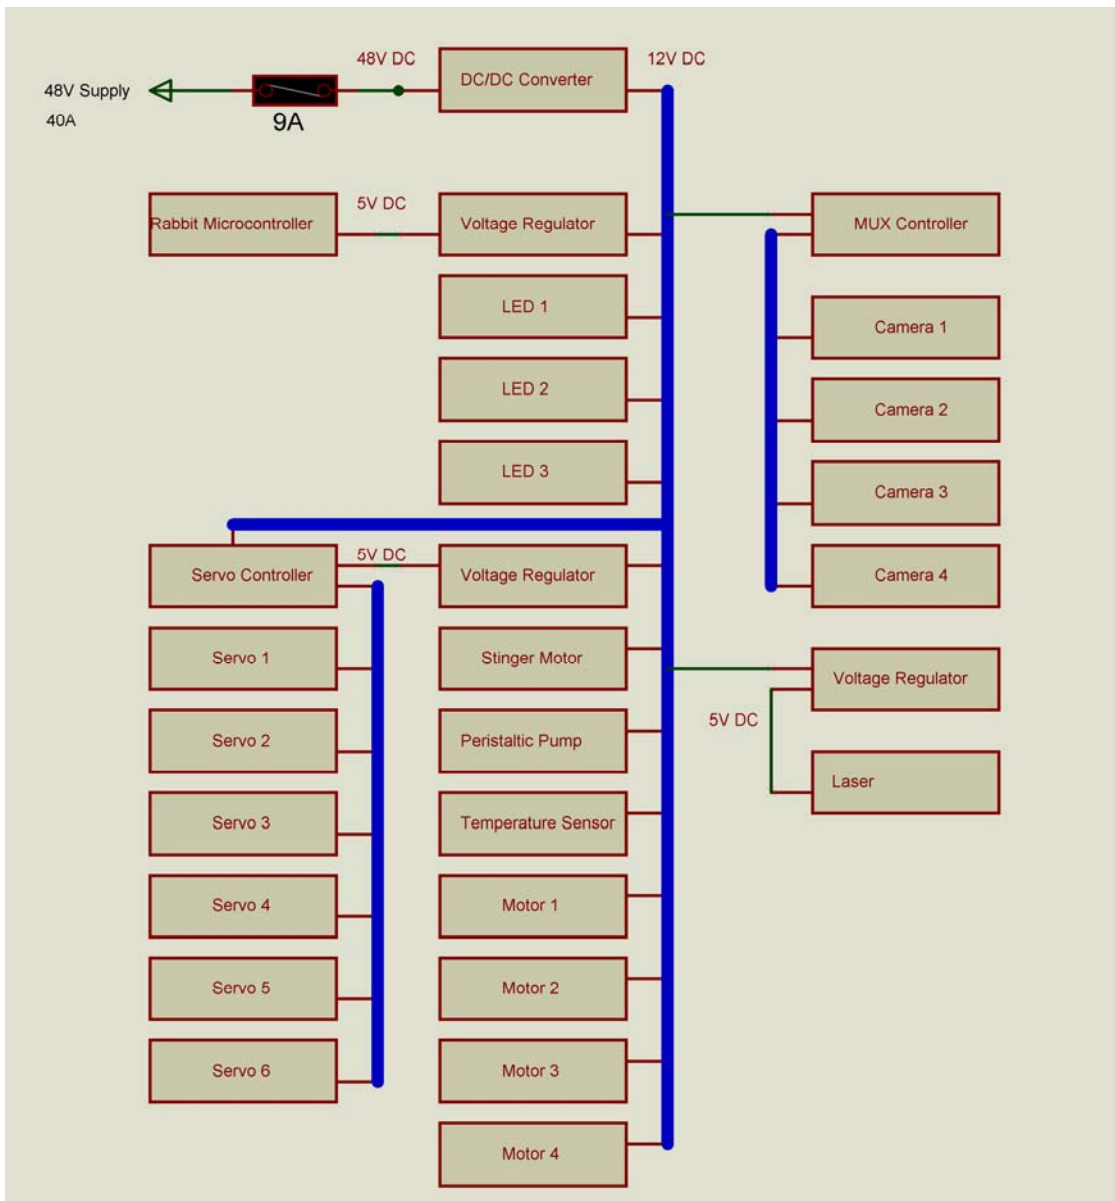 48V DC
DC/DC Converter
12V DC
48V Supply
40A
9A
Rabbit Microcontroller
5V DC
Voltage Regulator
MUX Controller
LED 1
Camera 1
LED 2
Camera 2
LED 3
Camera 3
Servo Controller
5V DC
Voltage Regulator
Camera 4
Servo 1
Stinger Motor
Voltage Regulator
5V DC
Servo 2
Peristaltic Pump
Laser
Servo 3
Temperature Sensor
Servo 4
Motor 1
Servo 5
Motor 2
Servo 6
Motor 3
Motor 4